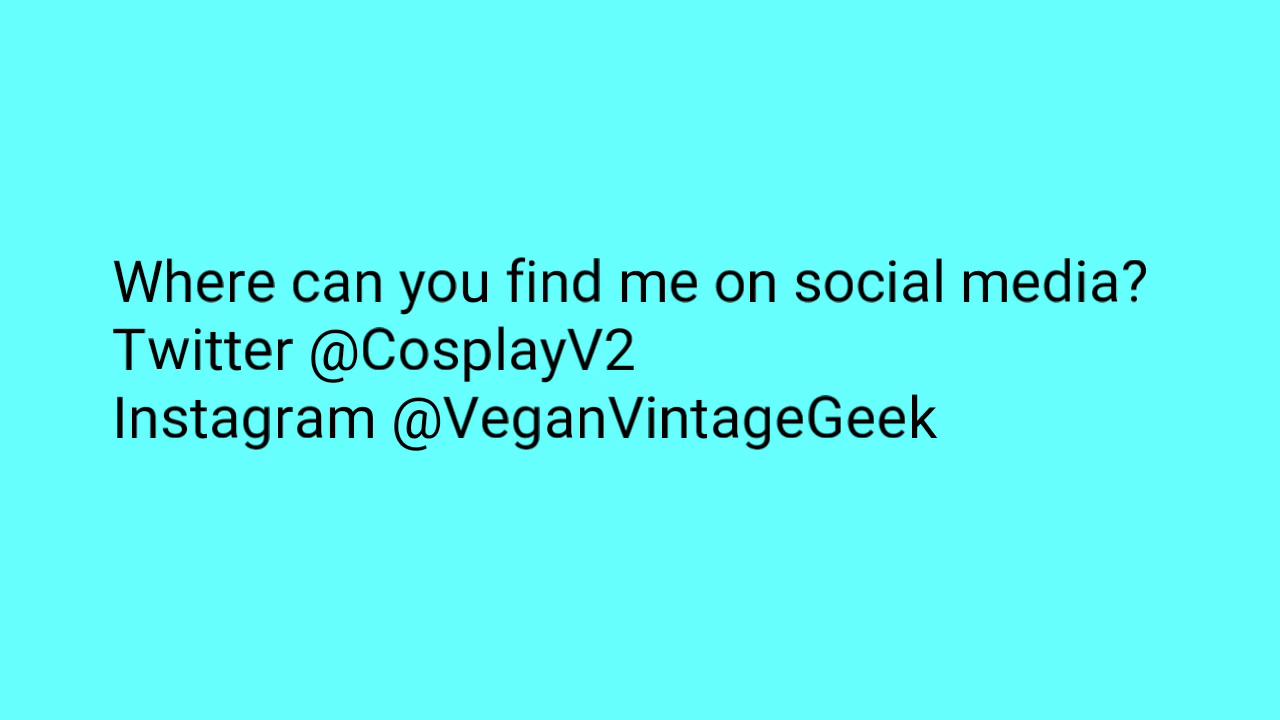 Where can you find me on social media?
Twitter @CosplayV2
Instagram @VeganVintageGeek